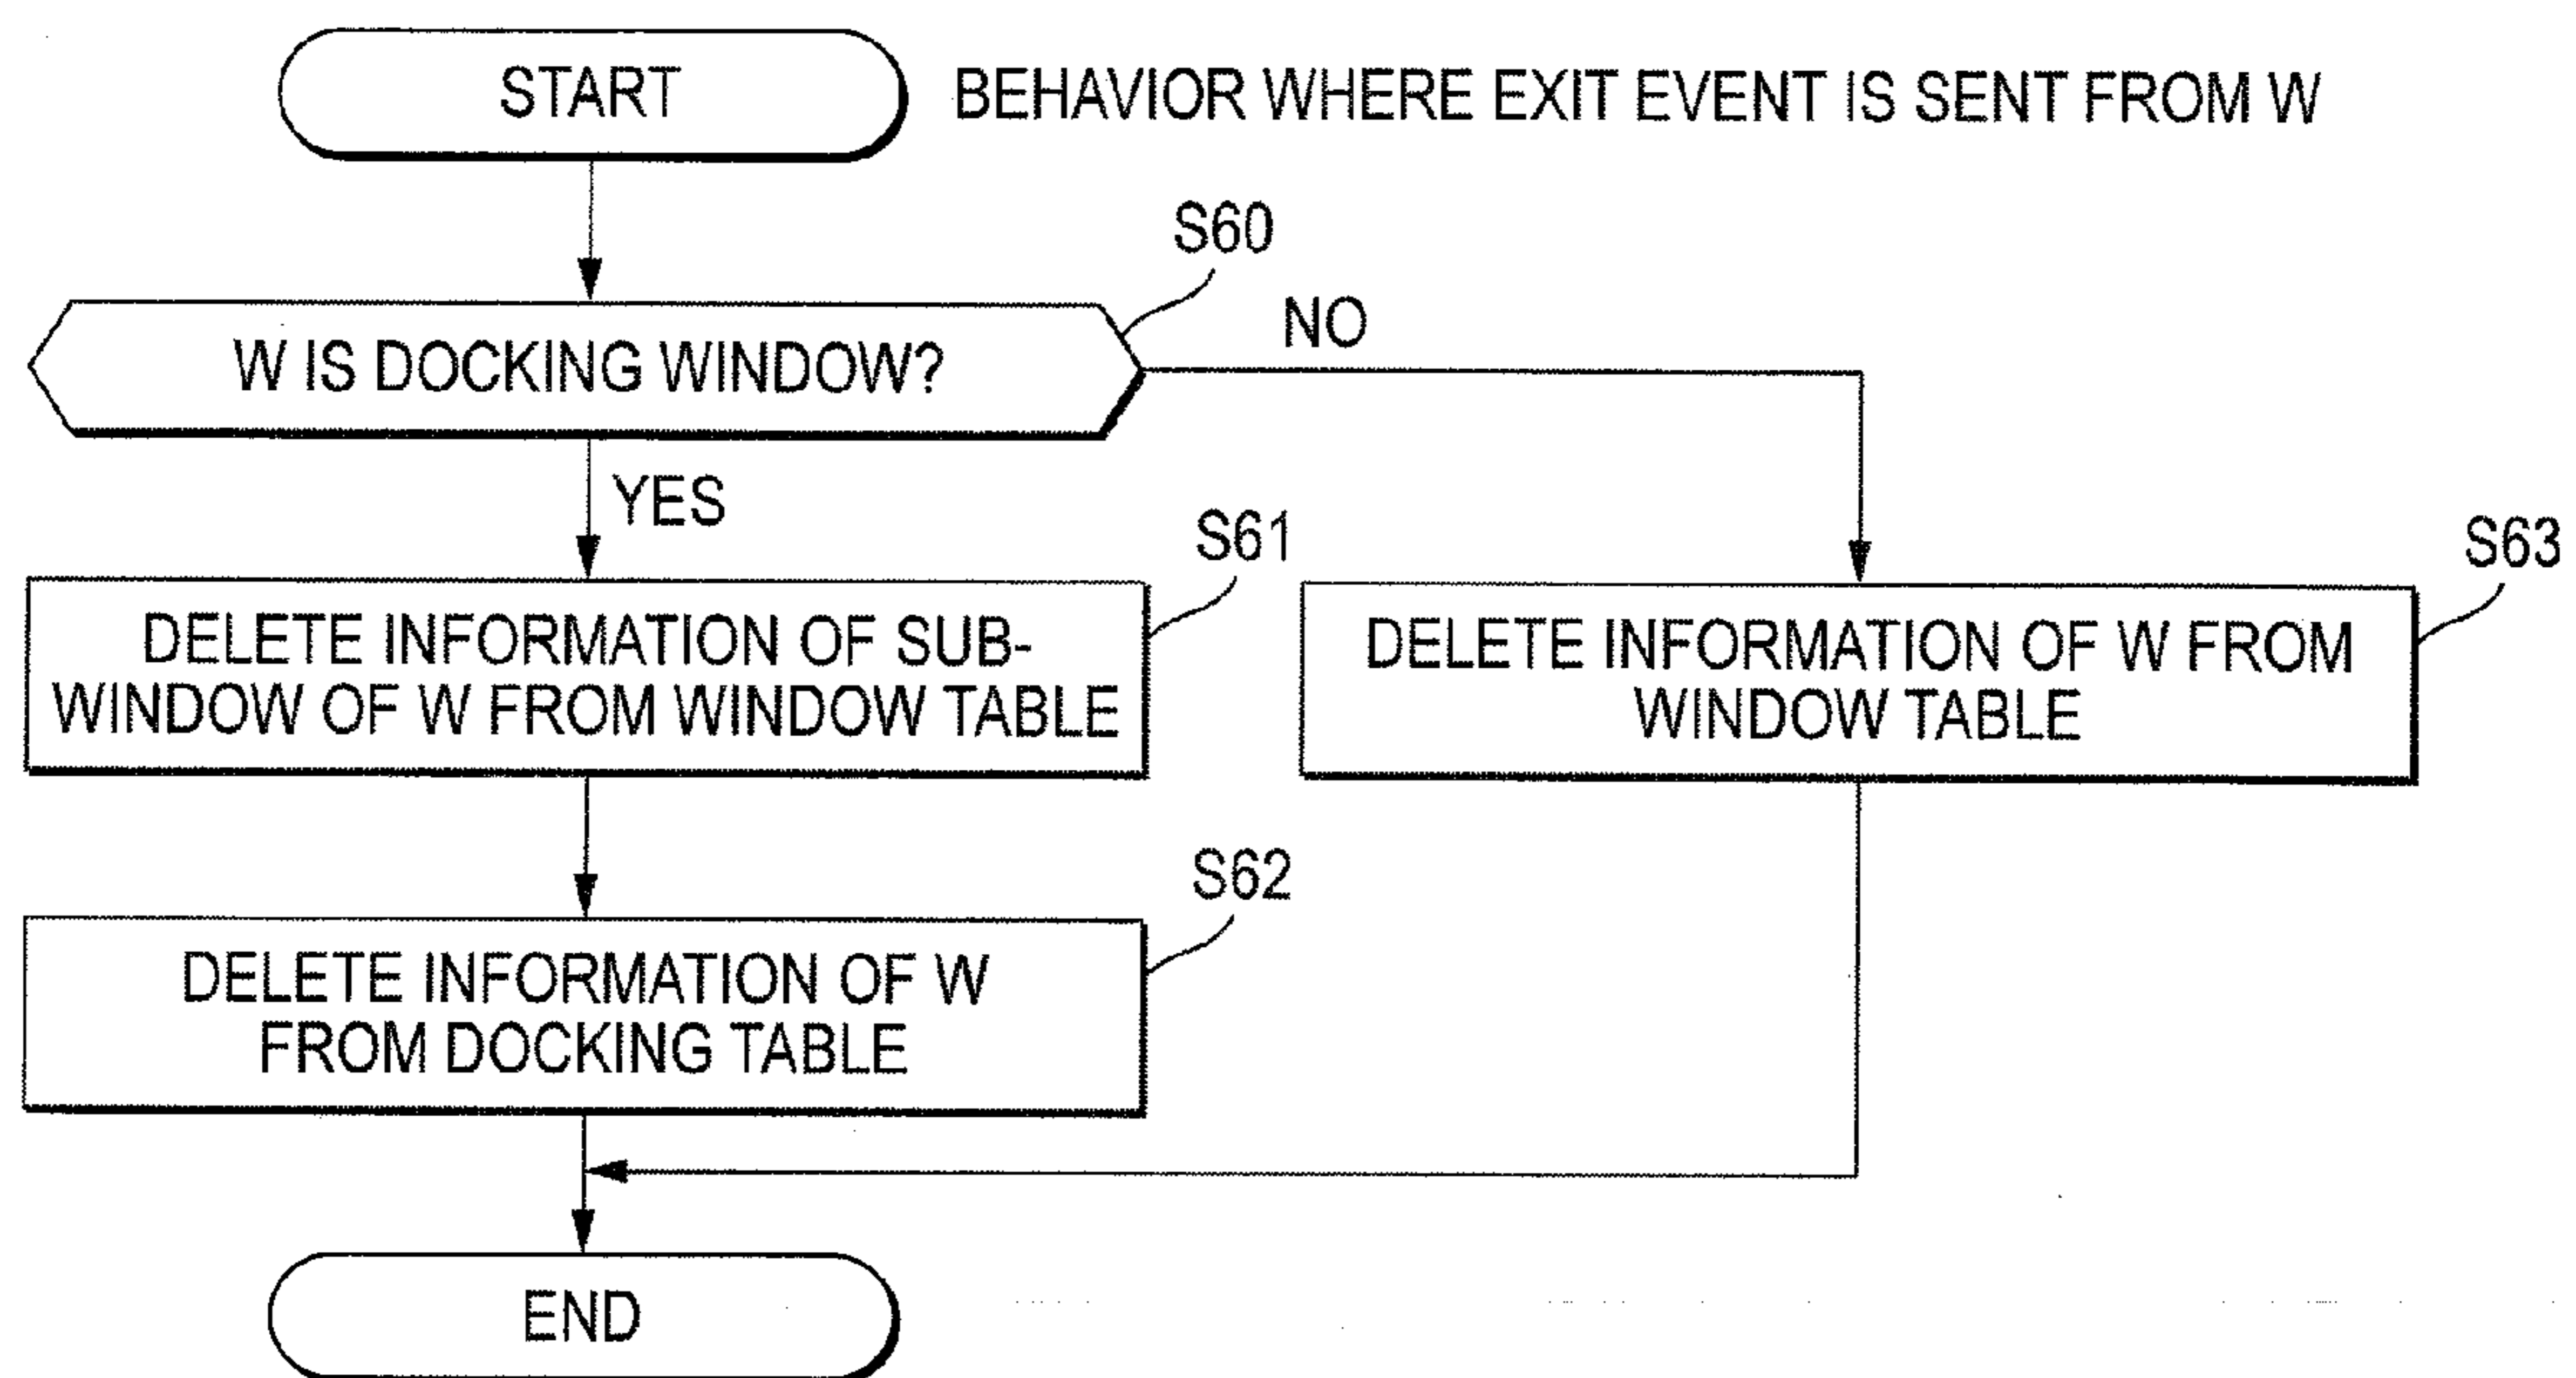 START
BEHAVIOR WHERE EXIT EVENT IS SENT FROM W
S60
W IS DOCKING WINDOW?
NO
YES
S61
DELETE INFORMATION OF SUB-
WINDOW OF W FROM WINDOW TABLE
S63
DELETE INFORMATION OF W FROM
WINDOW TABLE
S62
DELETE INFORMATION OF W
FROM DOCKING TABLE
END